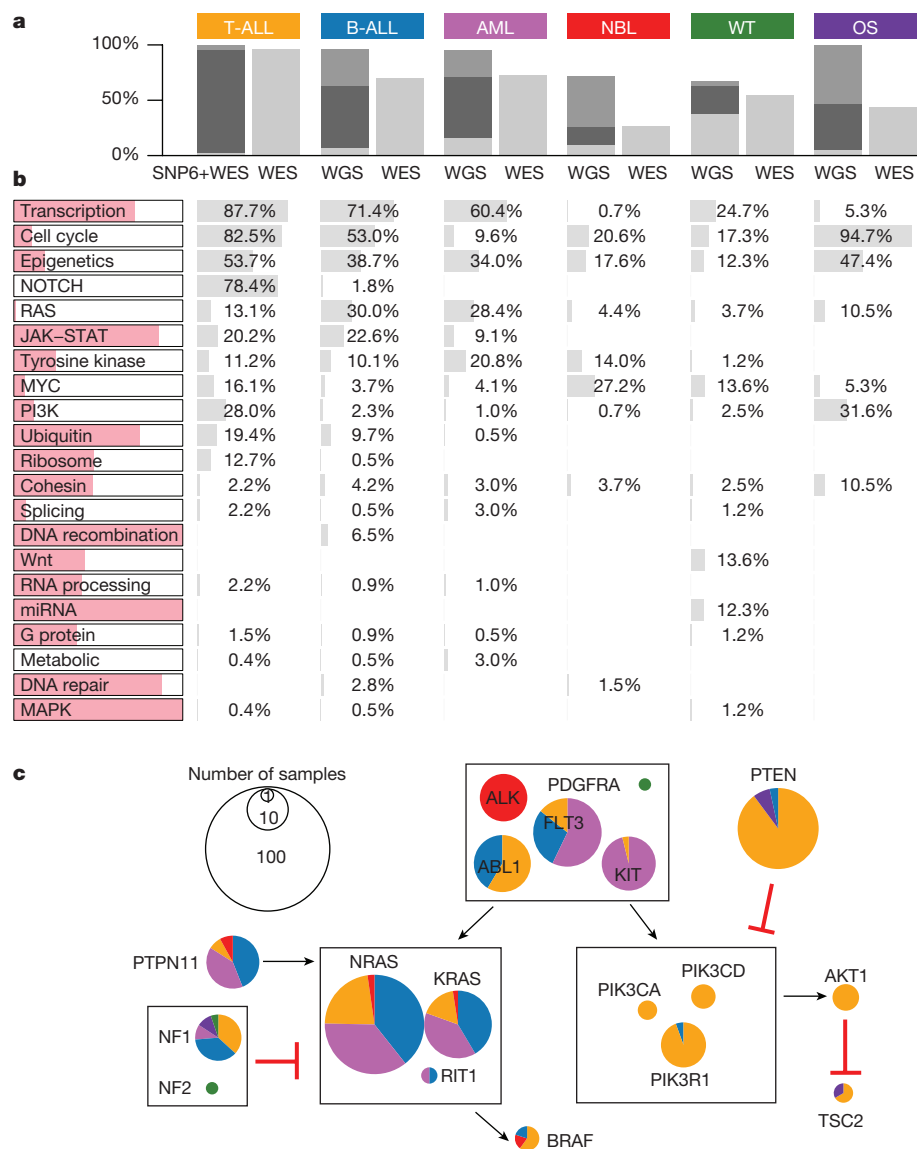 a
T-ALL B-ALL AML NBL WT OS
100%
50%
0%
SNP6+WES WES WGS WES WGS WES WGS WES WGS WES WGS WES
b
Transcription 87.7% 71.4% 60.4% 0.7% 24.7% 5.3%
Cell cycle 82.5% 53.0% 9.6% 20.6% 17.3% 94.7%
Epigenetics 53.7% 38.7% 34.0% 17.6% 12.3% 47.4%
NOTCH 78.4% 1.8%
RAS 13.1% 30.0% 28.4% 4.4% 3.7% 10.5%
JAK–STAT 20.2% 22.6% 9.1%
Tyrosine kinase 11.2% 10.1% 20.8% 14.0% 1.2%
MYC 16.1% 3.7% 4.1% 27.2% 13.6% 5.3%
PI3K 28.0% 2.3% 1.0% 0.7% 2.5% 31.6%
Ubiquitin 19.4% 9.7% 0.5%
Ribosome 12.7% 0.5%
Cohesin 2.2% 4.2% 3.0% 3.7% 2.5% 10.5%
Splicing 2.2% 0.5% 3.0% 1.2%
DNA recombination 6.5%
Wnt 13.6%
RNA processing 2.2% 0.9% 1.0%
miRNA 12.3%
G protein 1.5% 0.9% 0.5% 1.2%
Metabolic 0.4% 0.5% 3.0%
DNA repair 2.8% 1.5%
MAPK 0.4% 0.5% 1.2%
c
Number of samples
1
10
100
PDGFRA
ALK
FLT3
ABL1
KIT
PTEN
PTPN11
NRAS
KRAS
RIT1
NF1
NF2
PIK3CD
PIK3CA
PIK3R1
AKT1
TSC2
BRAF